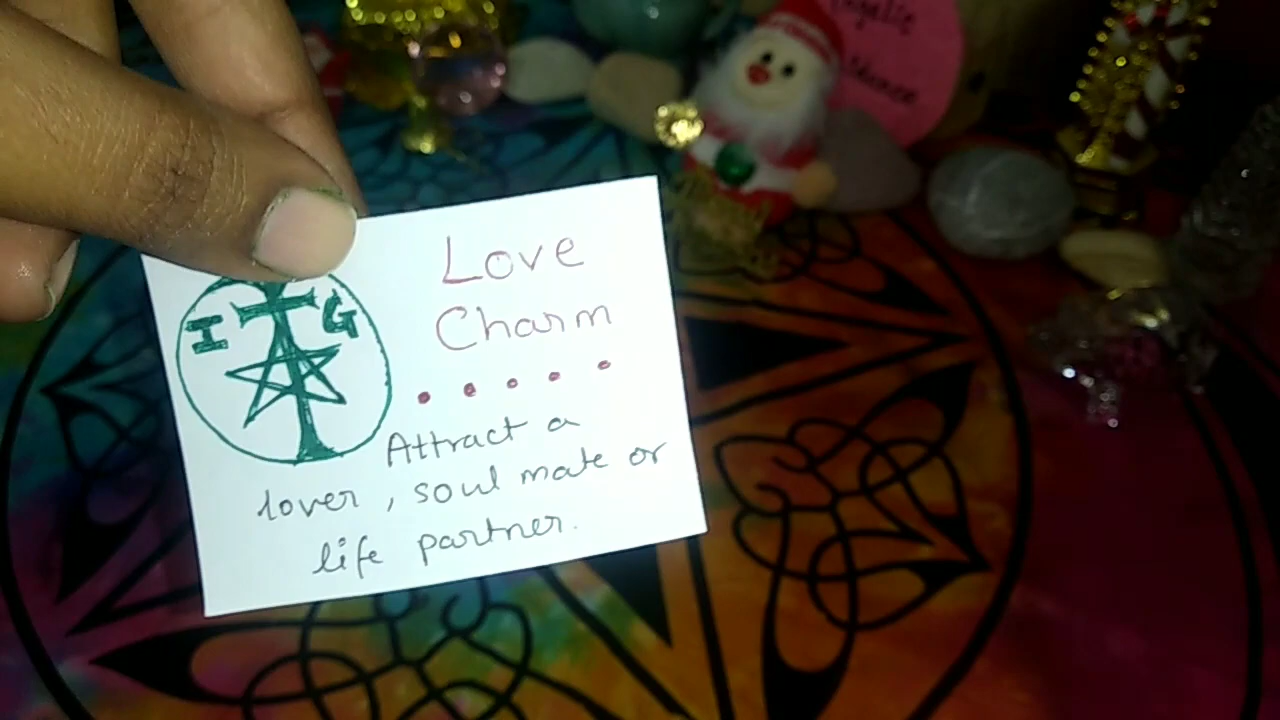 Love
Charm
I G
Attract a
lover, soul mate or
life partner.